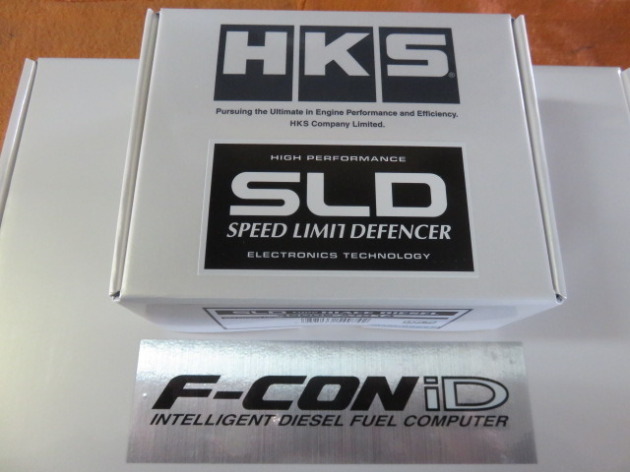 HKS®
Pursuing the Ultimate in Engine Performance and Efficiency.
HKS Company Limited.
HIGH PERFORMANCE
SLD
SPEED LIMIT DEFENCER
ELECTRONICS TECHNOLOGY
SLD
F-CON iD
INTELLIGENT DIESEL FUEL COMPUTER